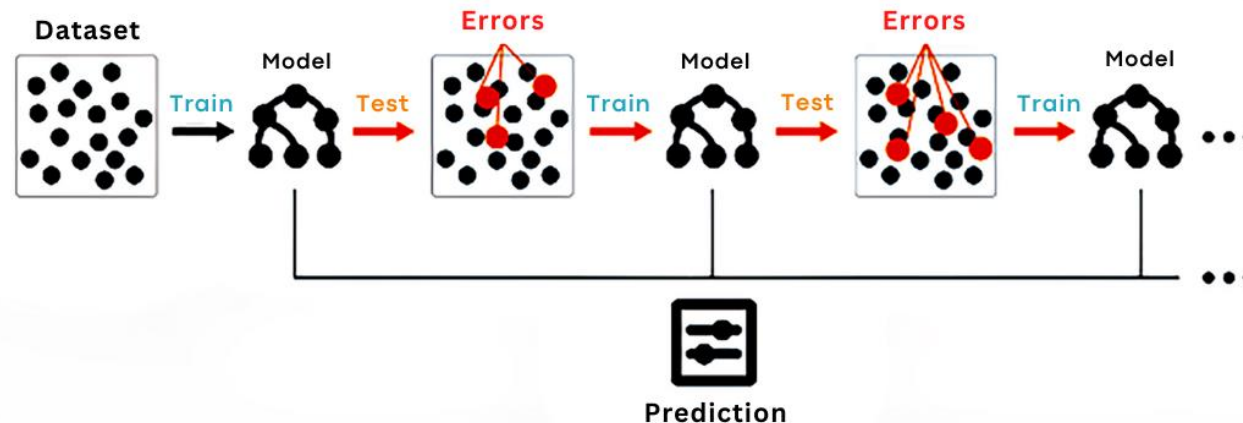 Dataset
Errors
Errors
Model
Model
Model
Train
Test
Train
Test
Train
Prediction